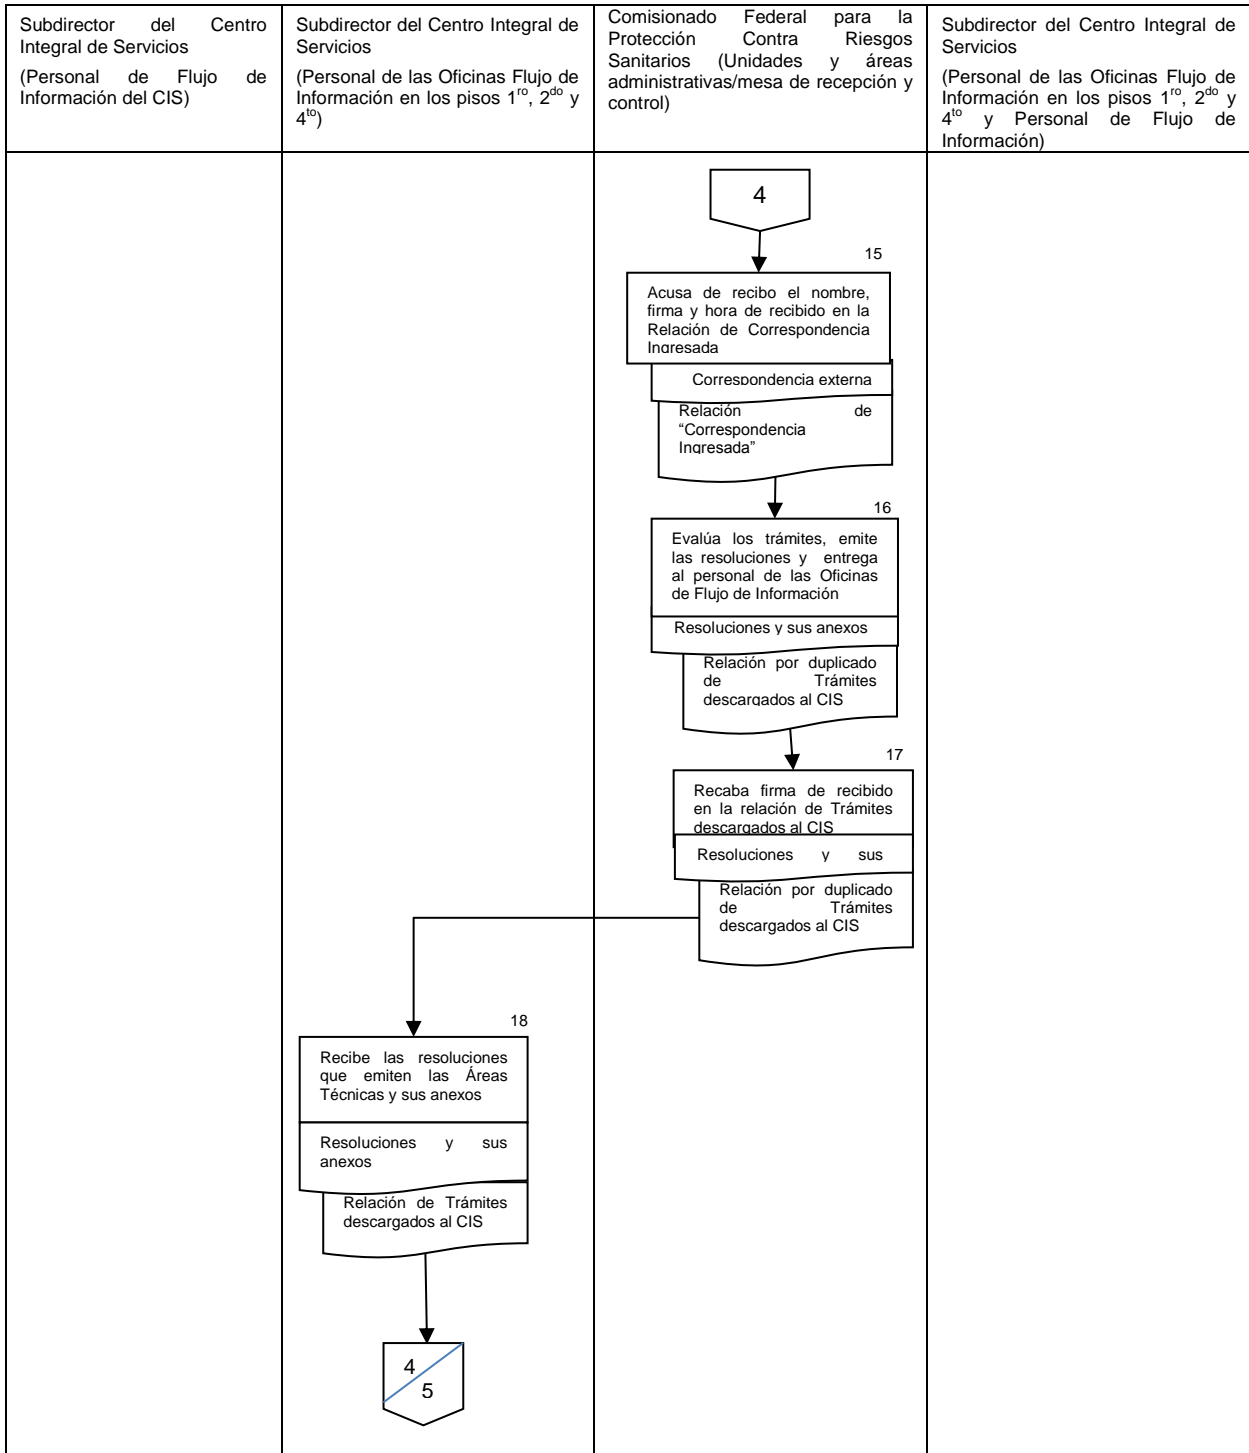 Subdirector del Centro
Integral de Servicios
(Personal de Flujo de
Información del CIS)
Subdirector del Centro Integral de
Servicios
(Personal de las Oficinas Flujo de
Información en los pisos 1ro, 2do y
4to)
Comisionado Federal para la
Protección Contra Riesgos
Sanitarios (Unidades y áreas
administrativas/mesa de recepción y
control)
Subdirector del Centro Integral de
Servicios
(Personal de las Oficinas Flujo de
Información en los pisos 1ro, 2do y
4to y Personal de Flujo de
Información)
4
15
Acusa de recibo el nombre,
firma y hora de recibido en la
Relación de Correspondencia
Ingresada
Correspondencia externa
Relación de
“Correspondencia
Ingresada”
16
Evalúa los trámites, emite
las resoluciones y entrega
al personal de las Oficinas
de Flujo de Información
Resoluciones y sus anexos
Relación por duplicado
de Trámites
descargados al CIS
17
Recaba firma de recibido
en la relación de Trámites
descargados al CIS
Resoluciones y sus
Relación por duplicado
de Trámites
descargados al CIS
18
Recibe las resoluciones
que emiten las Áreas
Técnicas y sus anexos
Resoluciones y sus
anexos
Relación de Trámites
descargados al CIS
4
5